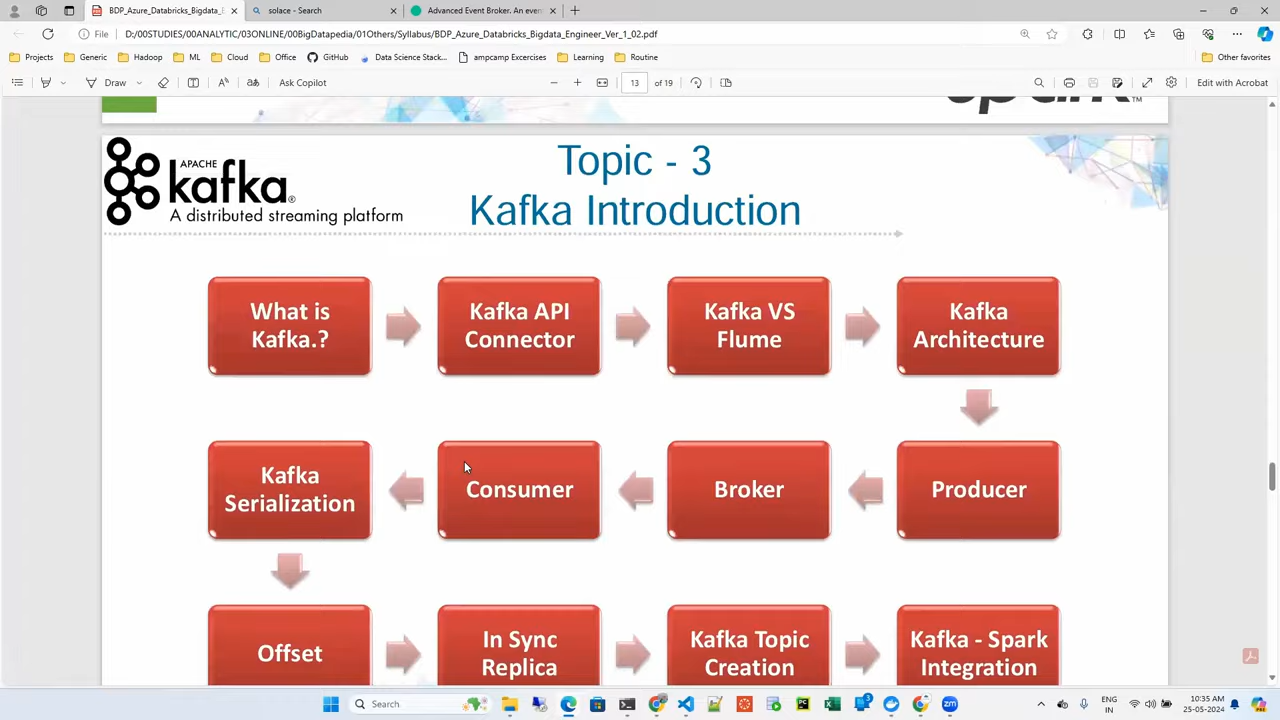 BDP_Azure_Databricks_Bigdata_E
solace - Search
Advanced Event Broker. An even
File
D:/00STUDIES/00ANALYTIC/03ONLINE/00BigDatapedia/01Others/Syllabus/BDP_Azure_Databricks_Bigdata_Engineer_Ver_1_02.pdf
Projects
Generic
Hadoop
ML
Cloud
Office
GitHub
Data Science Stack...
ampcamp Excercises
Learning
Routine
Other favorites
Draw
Ask Copilot
13 of 19
Edit with Acrobat
Spark™
APACHE
kafka®
A distributed streaming platform
Topic - 3
Kafka Introduction
What is
Kafka.?
Kafka API
Connector
Kafka VS
Flume
Kafka
Architecture
Producer
Broker
Consumer
Kafka
Serialization
Offset
In Sync
Replica
Kafka Topic
Creation
Kafka - Spark
Integration
Search
ENG
IN
10:35 AM
25-05-2024